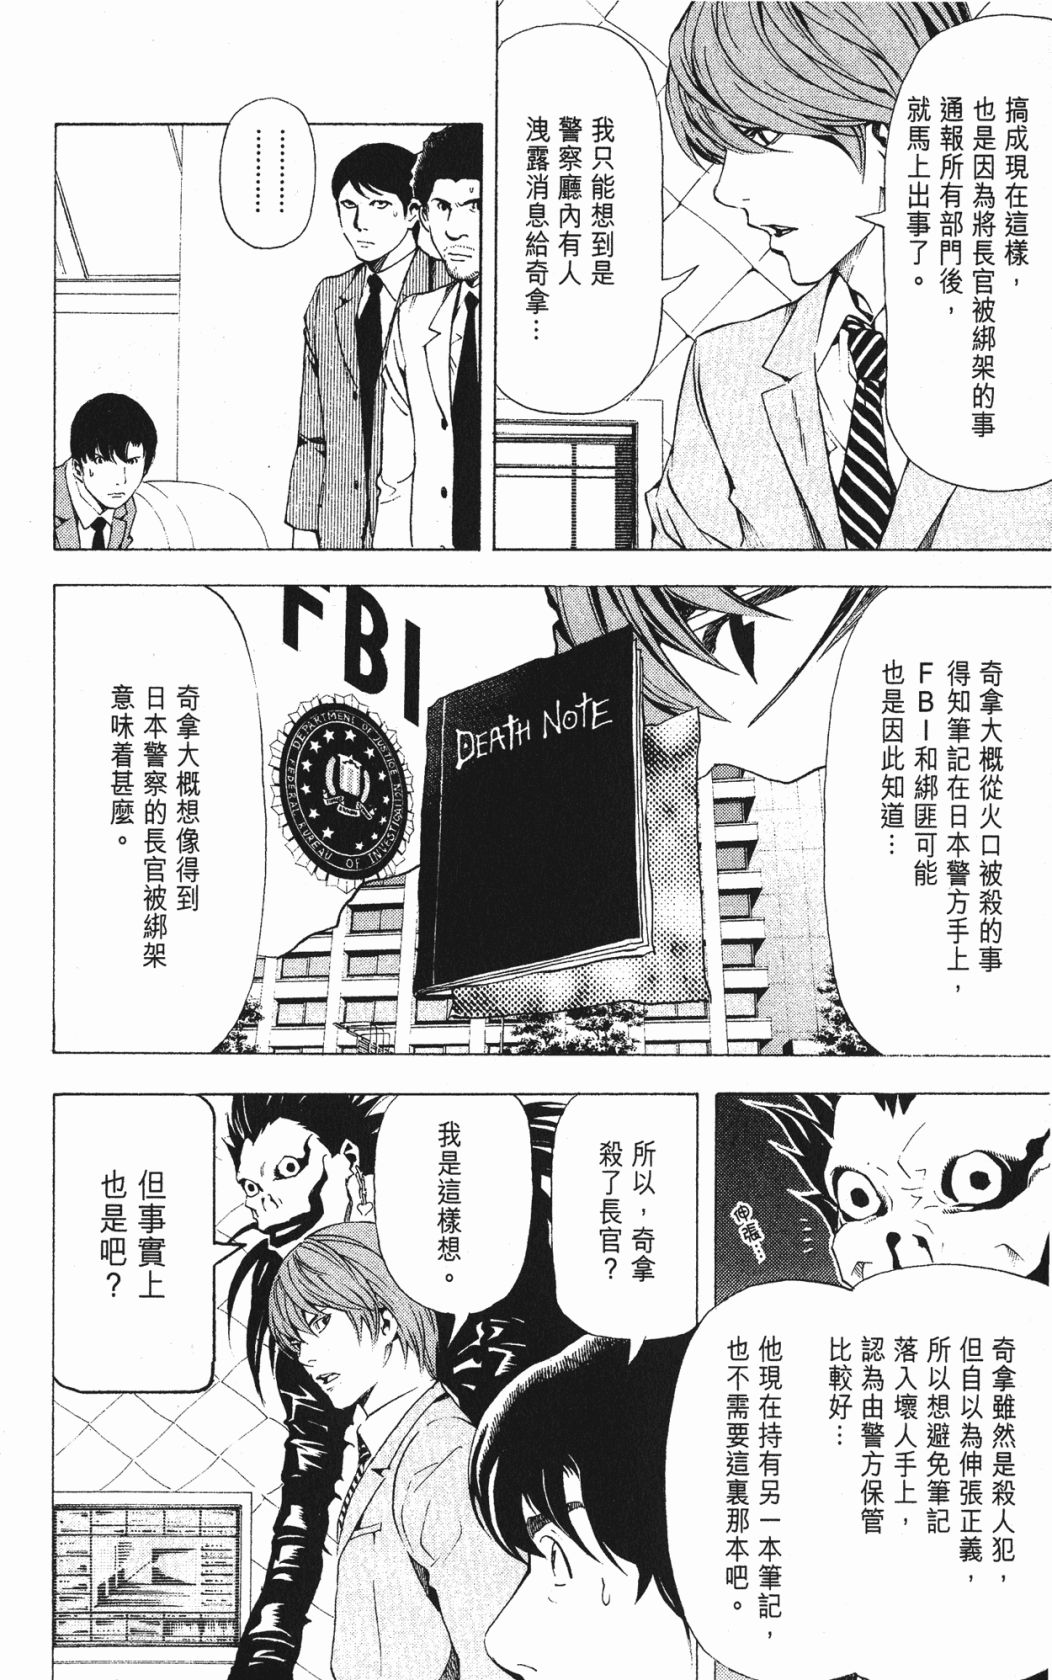 搞成現在這樣，
也是因為將長官被綁架的事
通報所有部門後，
就馬上出事了。
我只能想到是
警察廳內有人
洩露消息給奇拿…
…………
奇拿大概從火口被殺的事
得知筆記在日本警方手上，
FBI和綁匪可能
也是因此知道…
FBI
DEPARTMENT OF JUSTICE
FEDERAL BUREAU OF INVESTIGATION
DEATH NOTE
奇拿大概想像得到
日本警察的長官被綁架
意味着甚麼。
伸張…
奇拿雖然是殺人犯，
但自以為伸張正義，
所以想避免筆記
落入壞人手上，
認為由警方保管
比較好…
他現在持有另一本筆記，
也不需要這裏那本吧。
所以，奇拿
殺了長官？
我是這樣想。
但事實上
也是吧？